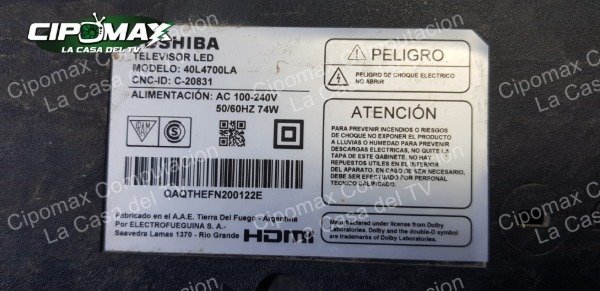 CIPOMAX
LA CASA DEL TV
TOSHIBA
TELEVISOR LED
MODELO: 40L4700LA
CNC-ID: C-20831
ALIMENTACIÓN: AC 100-240V
50/60HZ 74W
QAQTHEFN200122E
Fabricado en el A.A.E. Tierra Del Fuego - Argentina
Por ELECTROFUEGUINA S. A.-
Saavedra Lamas 1370 - Río Grande
HDMI
PELIGRO
PELIGRO DE CHOQUE ELECTRICO
NO ABRIR
ATENCIÓN
PARA PREVENIR INCENDIOS O RIESGOS
DE CHOQUE NO EXPONER EL PRODUCTO
A LLUVIAS O HUMEDAD PARA PREVENIR
DESCARGAS ELECTRICAS, NO QUITE LA
TAPA DE ESTE GABINETE. NO HAY
REPUESTOS UTILES EN EL INTERIOR
DEL APARATO. EN CASO DE SER NECESARIO,
DEBE SER EFECTUADO POR PERSONAL
TECNICO CALIFICADO.
Manufactured under license from Dolby
Laboratories. Dolby and the double-D symbol
are trademarks of Dolby Laboratories.
Cipomax Computacion
La Casa del TV